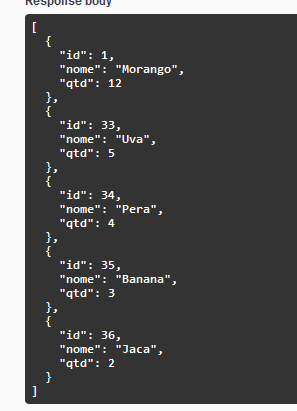 Response body
[
  {
    "id": 1,
    "nome": "Morango",
    "qtd": 12
  },
  {
    "id": 33,
    "nome": "Uva",
    "qtd": 5
  },
  {
    "id": 34,
    "nome": "Pera",
    "qtd": 4
  },
  {
    "id": 35,
    "nome": "Banana",
    "qtd": 3
  },
  {
    "id": 36,
    "nome": "Jaca",
    "qtd": 2
  }
]